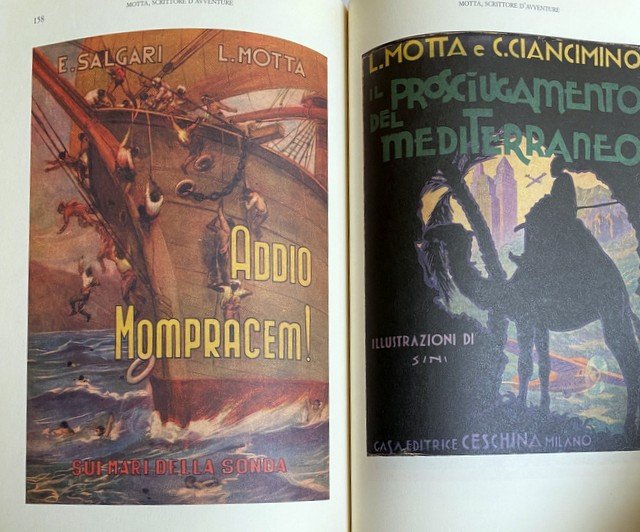 MOTTA, SCRITTORE D'AVVENTURE
158
E. SALGARI L. MOTTA
ADDIO
MOMPRACEM!
SUI MARI DELLA SONDA
MOTTA, SCRITTORE D'AVVENTURE
L. MOTTA e C. CIANCIMINO
IL PROSCIUGAMENTO
DEL
MEDITERRANEO
ILLUSTRAZIONI DI
SINI
CASA EDITRICE CESCHINA MILANO